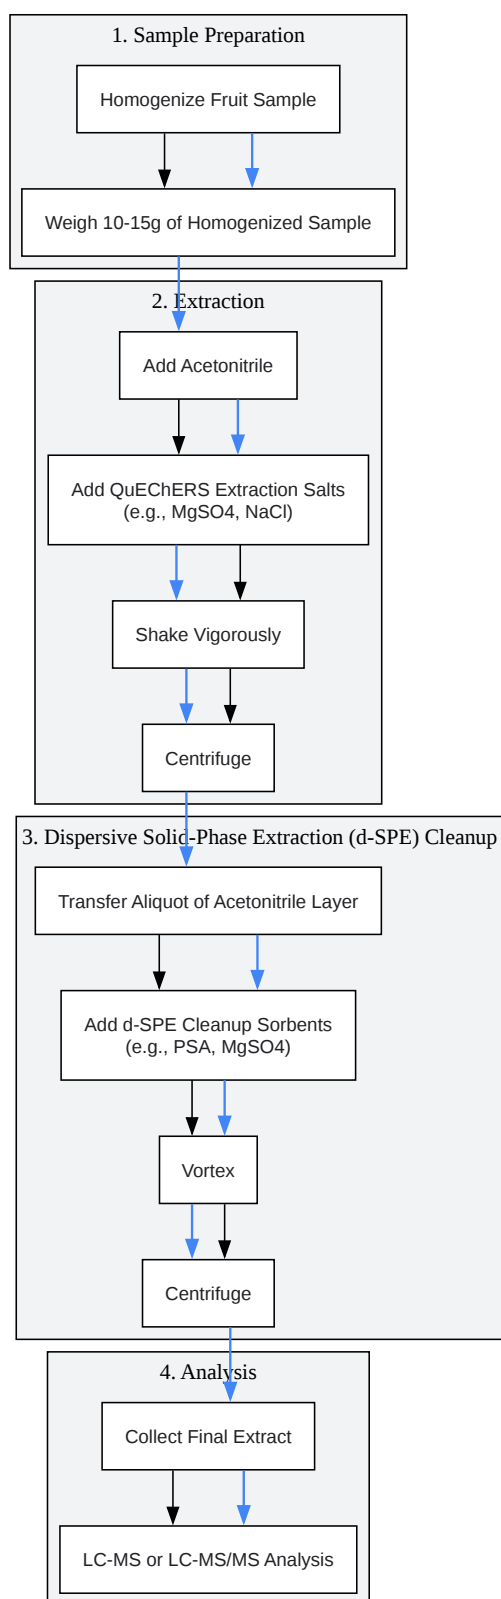 1. Sample Preparation
Homogenize Fruit Sample
Weigh 10-15g of Homogenized Sample
2. Extraction
Add Acetonitrile
Add QuEChERS Extraction Salts
(e.g., MgSO4, NaCl)
Shake Vigorously
Centrifuge
3. Dispersive Solid-Phase Extraction (d-SPE) Cleanup
Transfer Aliquot of Acetonitrile Layer
Add d-SPE Cleanup Sorbents
(e.g., PSA, MgSO4)
Vortex
Centrifuge
4. Analysis
Collect Final Extract
LC-MS or LC-MS/MS Analysis